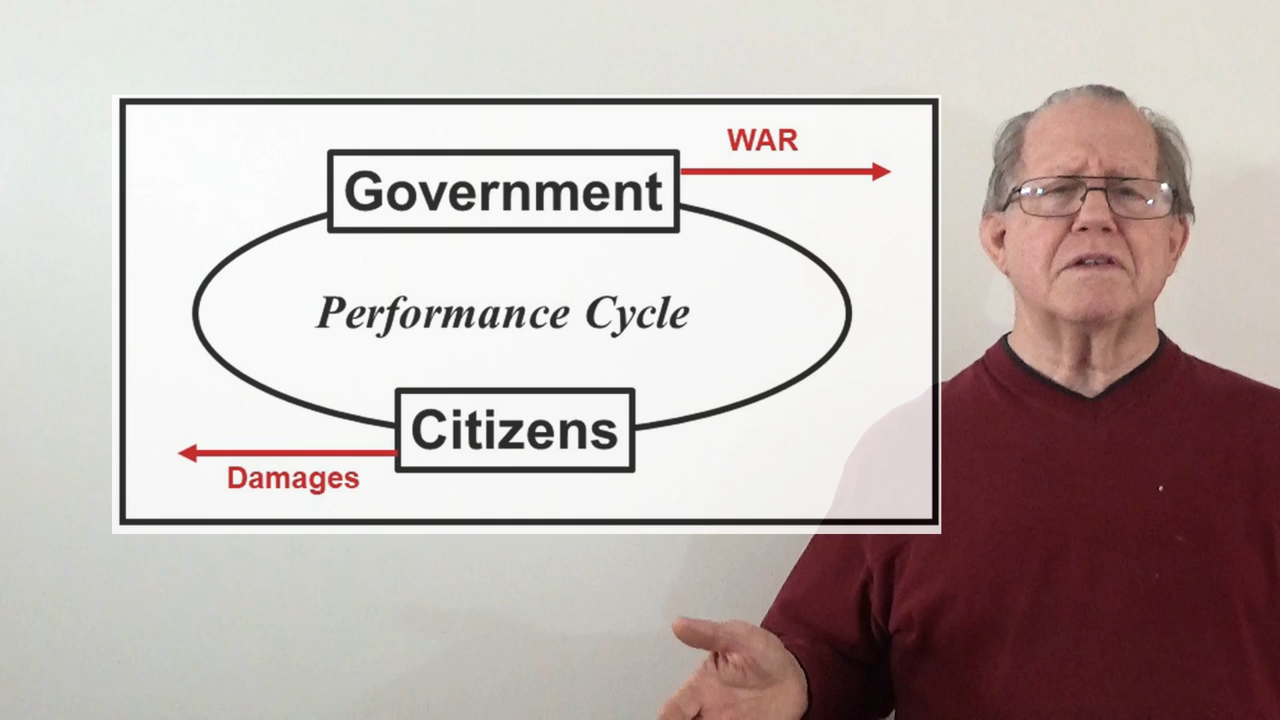 WAR
Government
Performance Cycle
Citizens
Damages